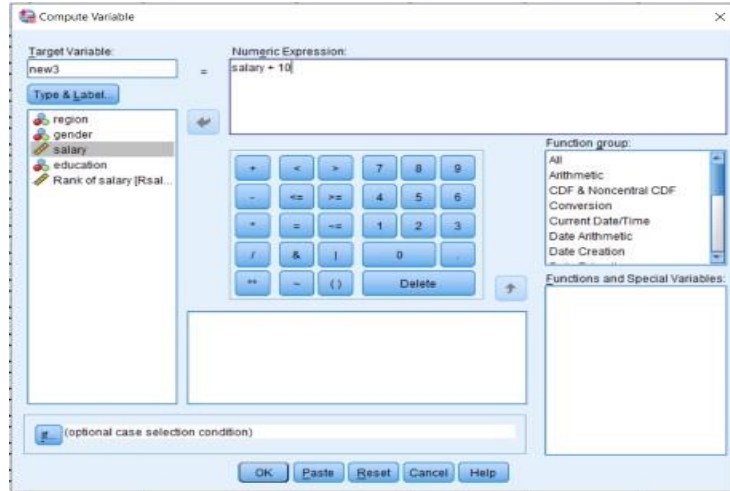 Compute Variable
Target Variable:
new3
=
Numeric Expression:
salary + 10
Type & Label...
region
gender
salary
education
Rank of salary [Rsal...
+ < > 7 8 9
- <= >= 4 5 6
* = ~= 1 2 3
/ & | 0 .
** ~ ( ) Delete
Function group:
All
Arithmetic
CDF & Noncentral CDF
Conversion
Current Date/Time
Date Arithmetic
Date Creation
Functions and Special Variables:
If... (optional case selection condition)
OK Paste Reset Cancel Help